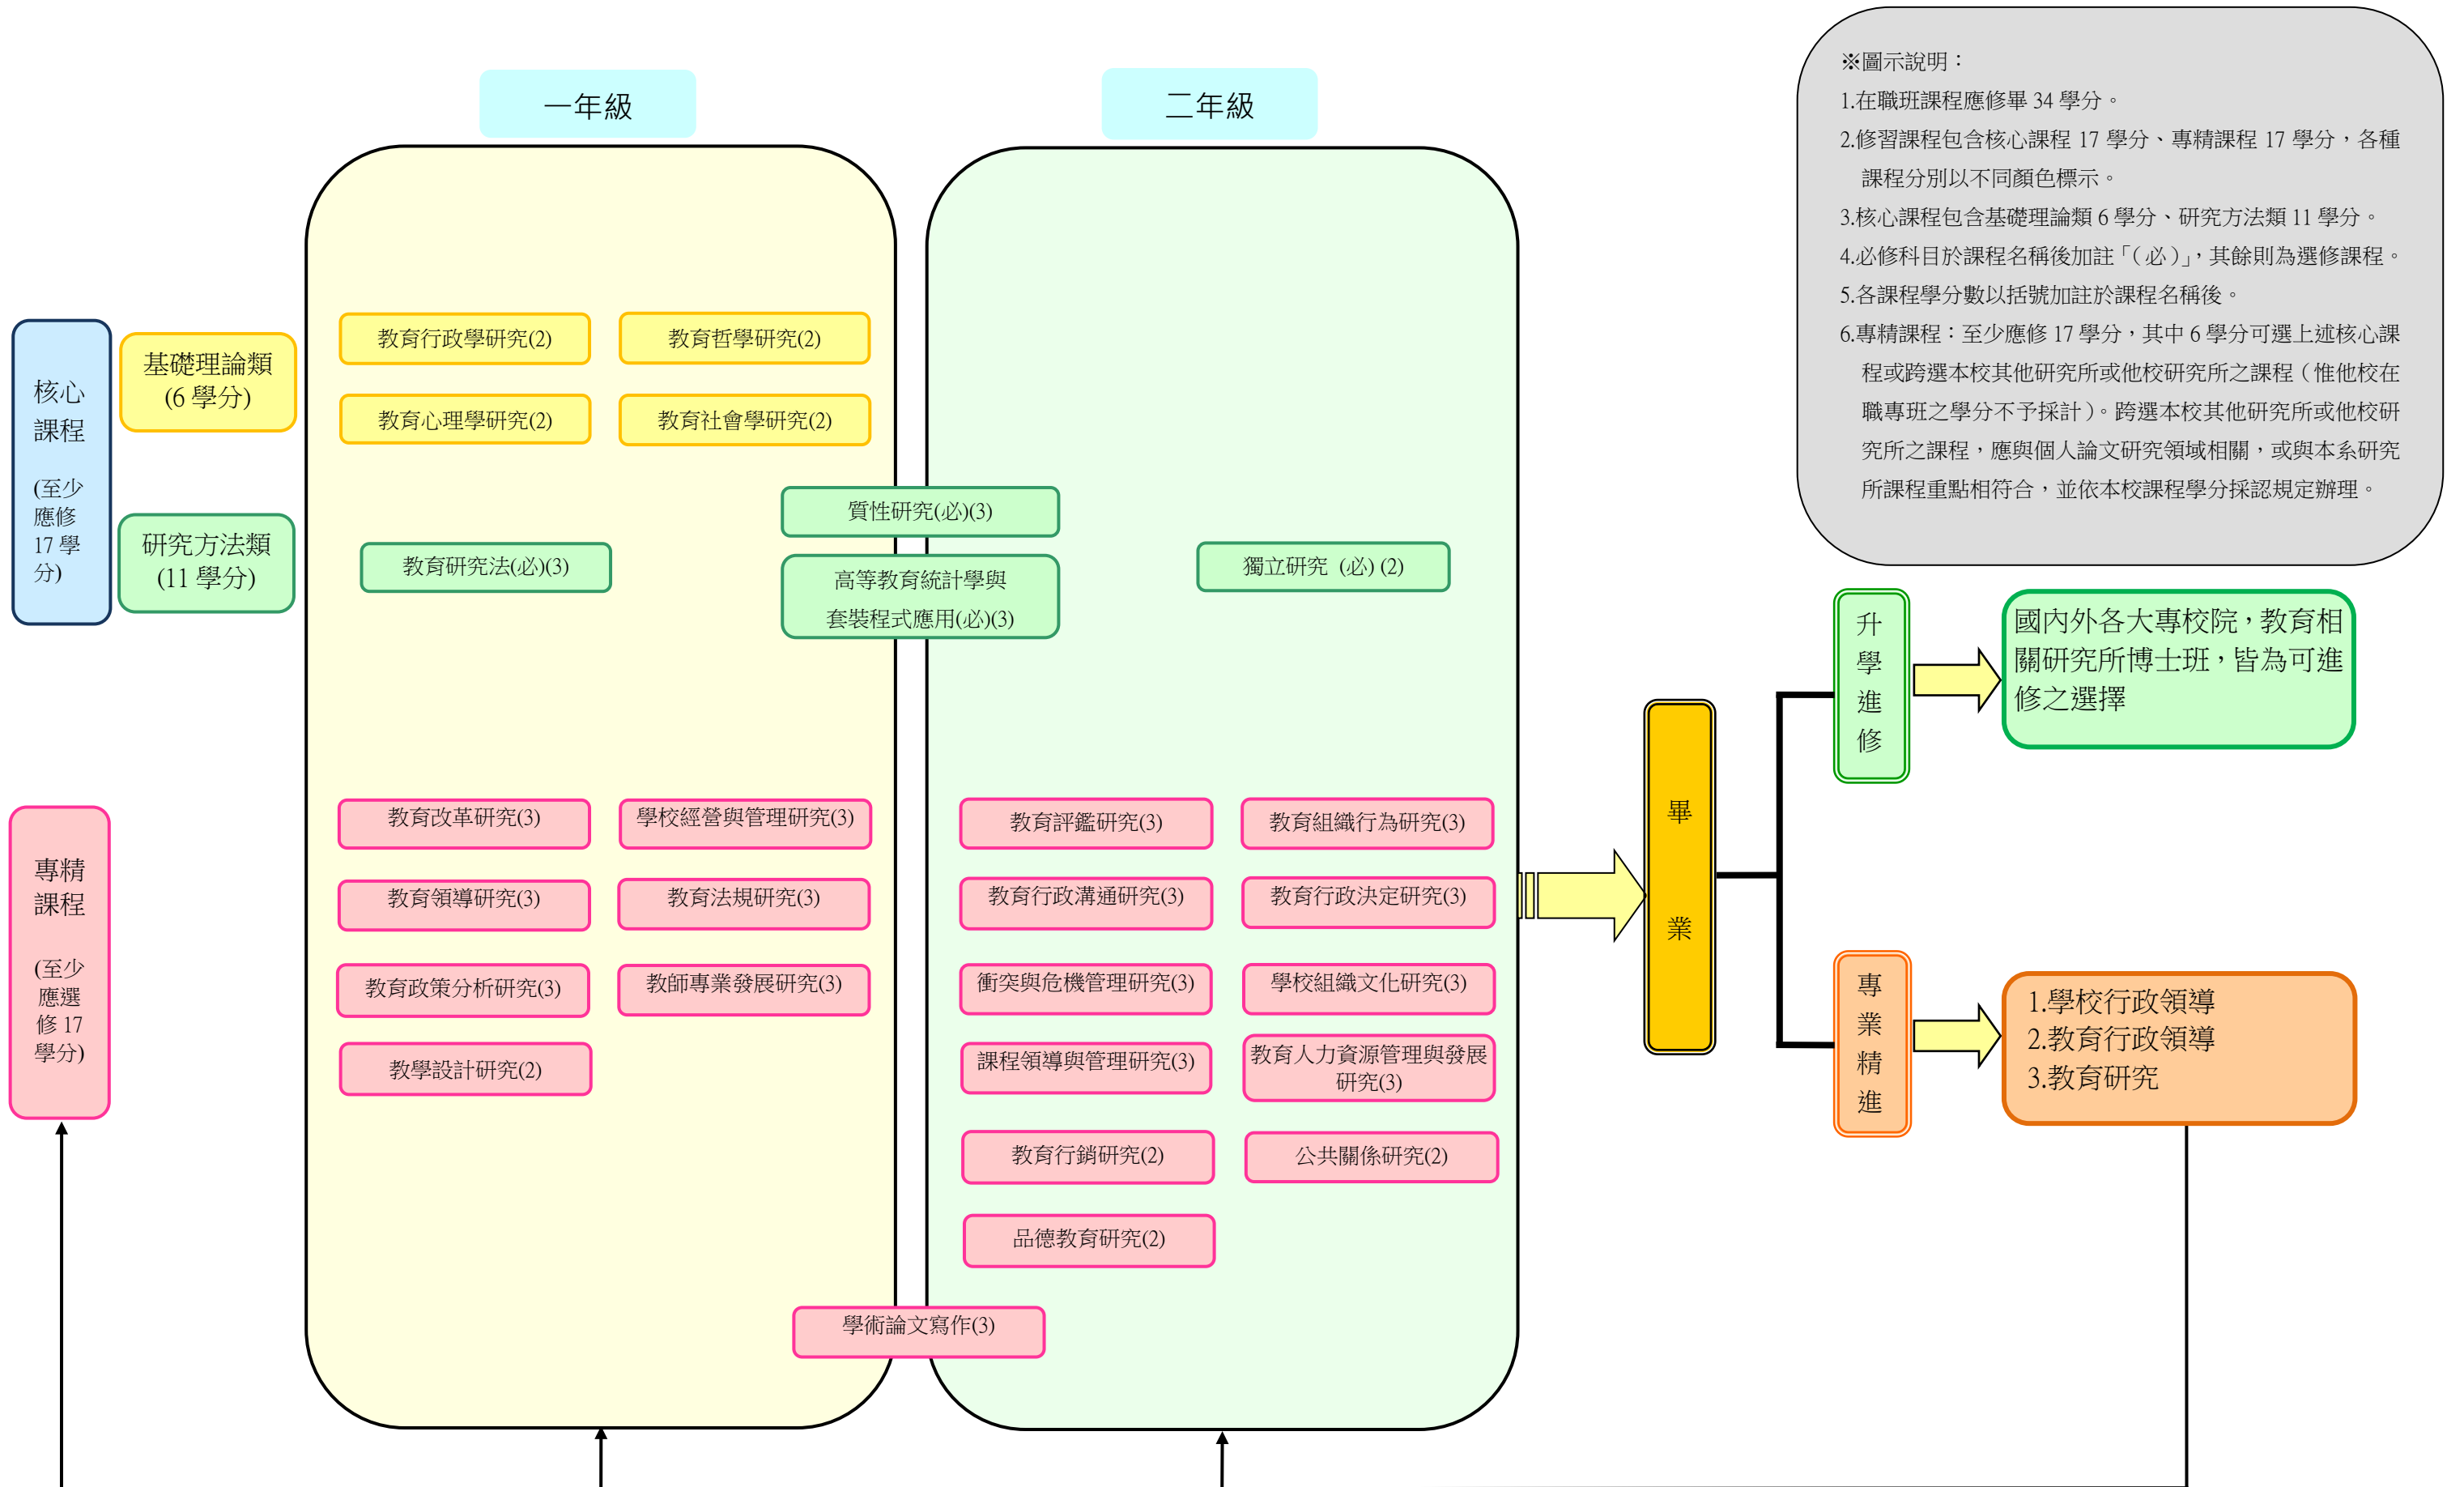 ※圖示說明：
1.在職班課程應修畢 34 學分。
2.修習課程包含核心課程 17 學分、專精課程 17 學分，各種
課程分別以不同顏色標示。
3.核心課程包含基礎理論類 6 學分、研究方法類 11 學分。
4.必修科目於課程名稱後加註「（必）」，其餘則為選修課程。
5.各課程學分數以括號加註於課程名稱後。
6.專精課程：至少應修 17 學分，其中 6 學分可選上述核心課
程或跨選本校其他研究所或他校研究所之課程（惟他校在
職專班之學分不予採計）。跨選本校其他研究所或他校研
究所之課程，應與個人論文研究領域相關，或與本系研究
所課程重點相符合，並依本校課程學分採認規定辦理。
一年級
二年級
核心
課程
(至少
應修
17 學
分)
基礎理論類
(6 學分)
教育行政學研究(2)
教育哲學研究(2)
教育心理學研究(2)
教育社會學研究(2)
研究方法類
(11 學分)
質性研究(必)(3)
教育研究法(必)(3)
高等教育統計學與
套裝程式應用(必)(3)
獨立研究 (必) (2)
專精
課程
(至少
應選
修 17
學分)
教育改革研究(3)
學校經營與管理研究(3)
教育評鑑研究(3)
教育組織行為研究(3)
教育領導研究(3)
教育法規研究(3)
教育行政溝通研究(3)
教育行政決定研究(3)
教育政策分析研究(3)
教師專業發展研究(3)
衝突與危機管理研究(3)
學校組織文化研究(3)
教學設計研究(2)
課程領導與管理研究(3)
教育人力資源管理與發展
研究(3)
教育行銷研究(2)
公共關係研究(2)
品德教育研究(2)
學術論文寫作(3)
畢
業
升
學
進
修
國內外各大專校院，教育相
關研究所博士班，皆為可進
修之選擇
專
業
精
進
1.學校行政領導
2.教育行政領導
3.教育研究